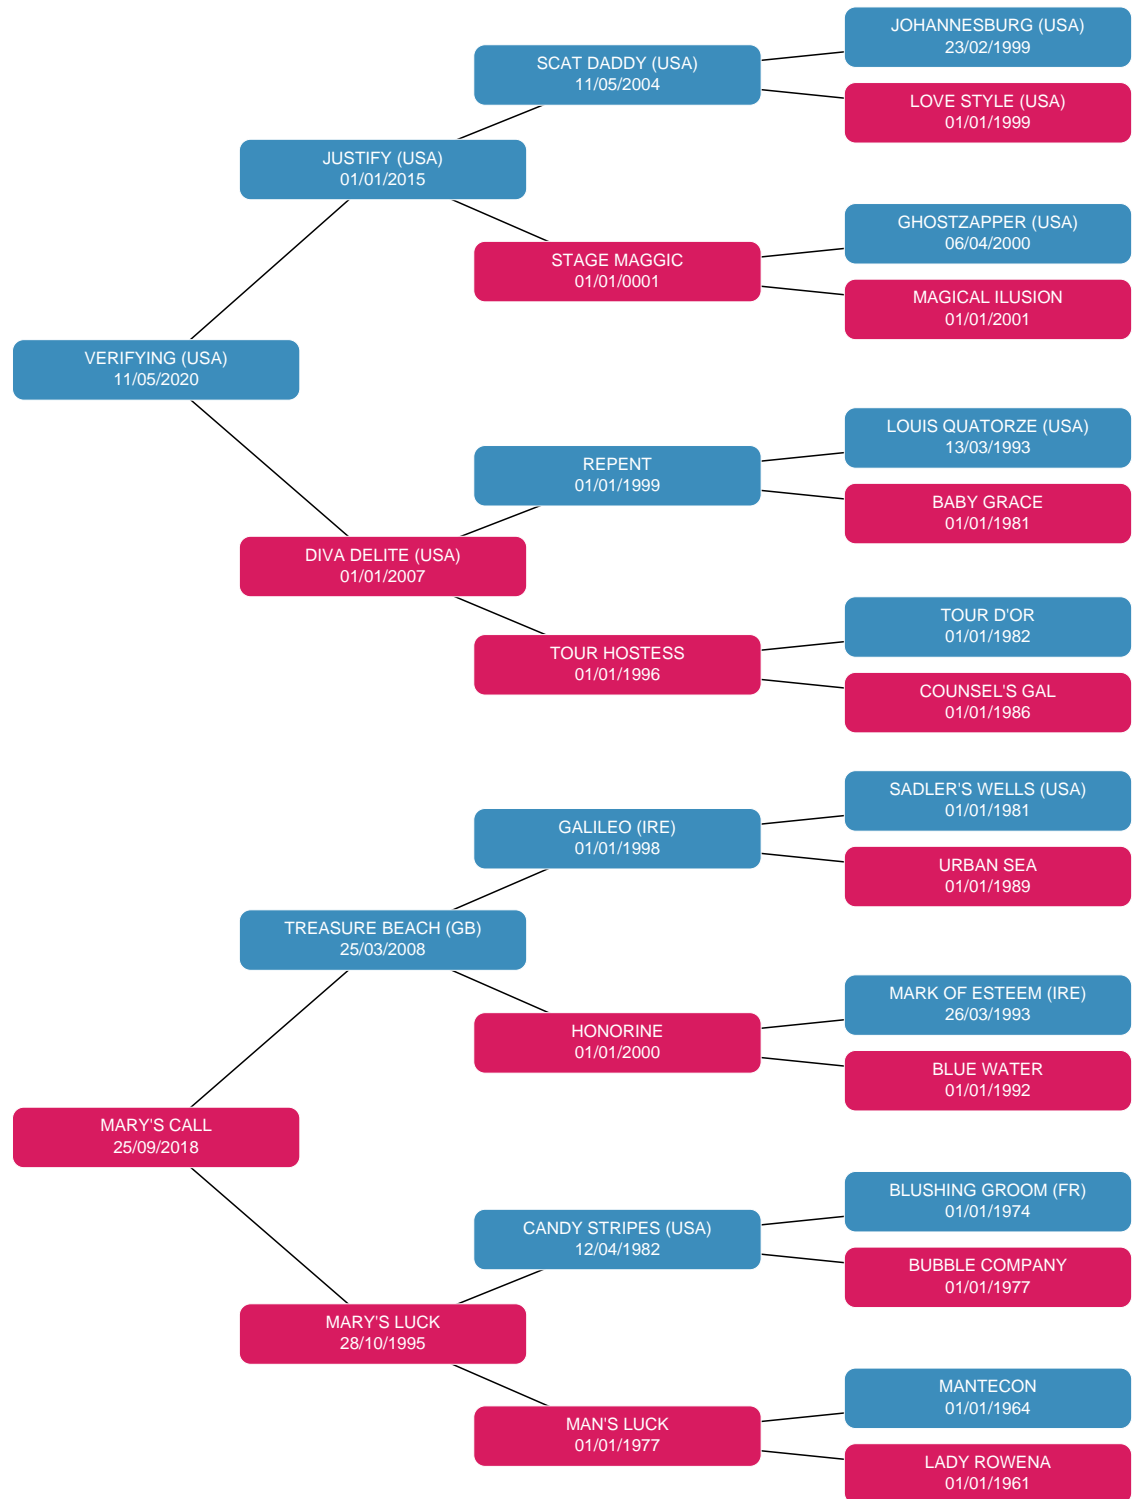 JOHANNESBURG (USA)
23/02/1999
SCAT DADDY (USA)
11/05/2004
LOVE STYLE (USA)
01/01/1999
JUSTIFY (USA)
01/01/2015
GHOSTZAPPER (USA)
06/04/2000
STAGE MAGGIC
01/01/0001
MAGICAL ILUSION
01/01/2001
VERIFYING (USA)
11/05/2020
LOUIS QUATORZE (USA)
13/03/1993
REPENT
01/01/1999
BABY GRACE
01/01/1981
DIVA DELITE (USA)
01/01/2007
TOUR D'OR
01/01/1982
TOUR HOSTESS
01/01/1996
COUNSEL'S GAL
01/01/1986
SADLER'S WELLS (USA)
01/01/1981
GALILEO (IRE)
01/01/1998
URBAN SEA
01/01/1989
TREASURE BEACH (GB)
25/03/2008
MARK OF ESTEEM (IRE)
26/03/1993
HONORINE
01/01/2000
BLUE WATER
01/01/1992
MARY'S CALL
25/09/2018
BLUSHING GROOM (FR)
01/01/1974
CANDY STRIPES (USA)
12/04/1982
BUBBLE COMPANY
01/01/1977
MARY'S LUCK
28/10/1995
MANTECON
01/01/1964
MAN'S LUCK
01/01/1977
LADY ROWENA
01/01/1961